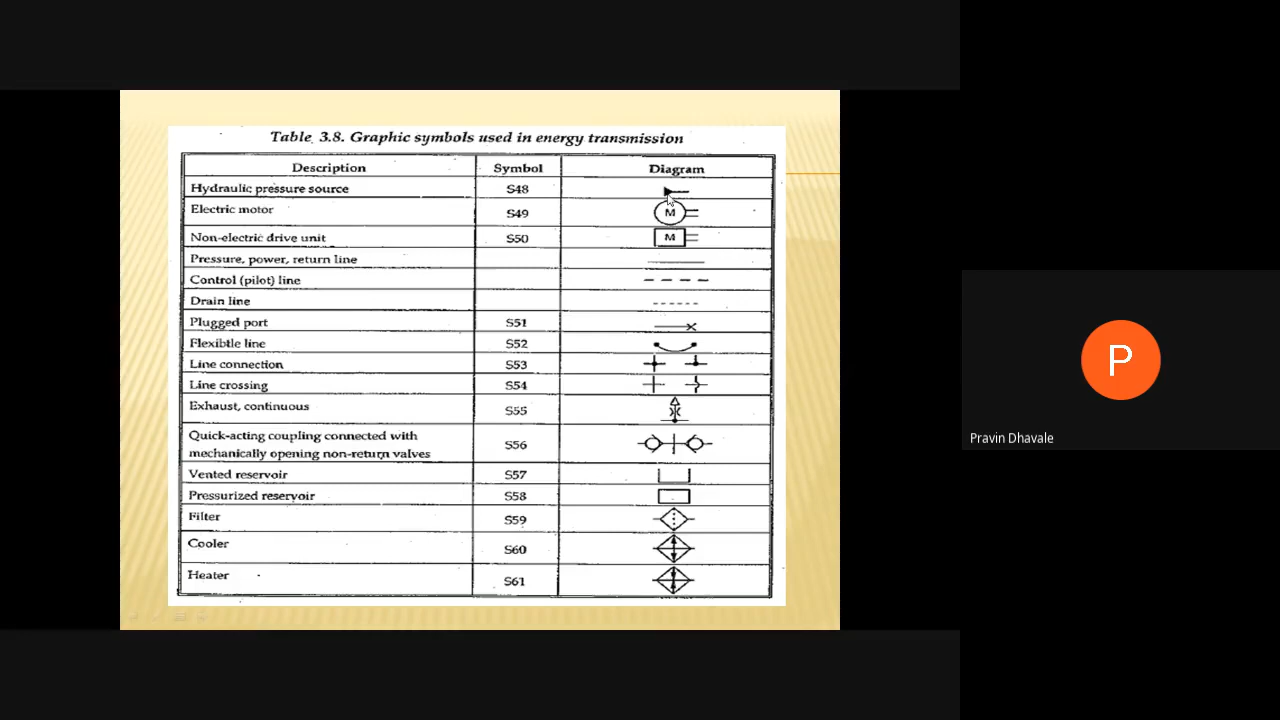 Table 3.8. Graphic symbols used in energy transmission
Description Symbol Diagram
Hydraulic pressure source S48
Electric motor S49 M
Non-electric drive unit S50 M
Pressure, power, return line
Control (pilot) line
Drain line
Plugged port S51
Flexibtle line S52
Line connection S53
Line crossing S54
Exhaust, continuous S55
Quick-acting coupling connected with
mechanically opening non-return valves S56
Vented reservoir S57
Pressurized reservoir S58
Filter S59
Cooler S60
Heater S61
P
Pravin Dhavale